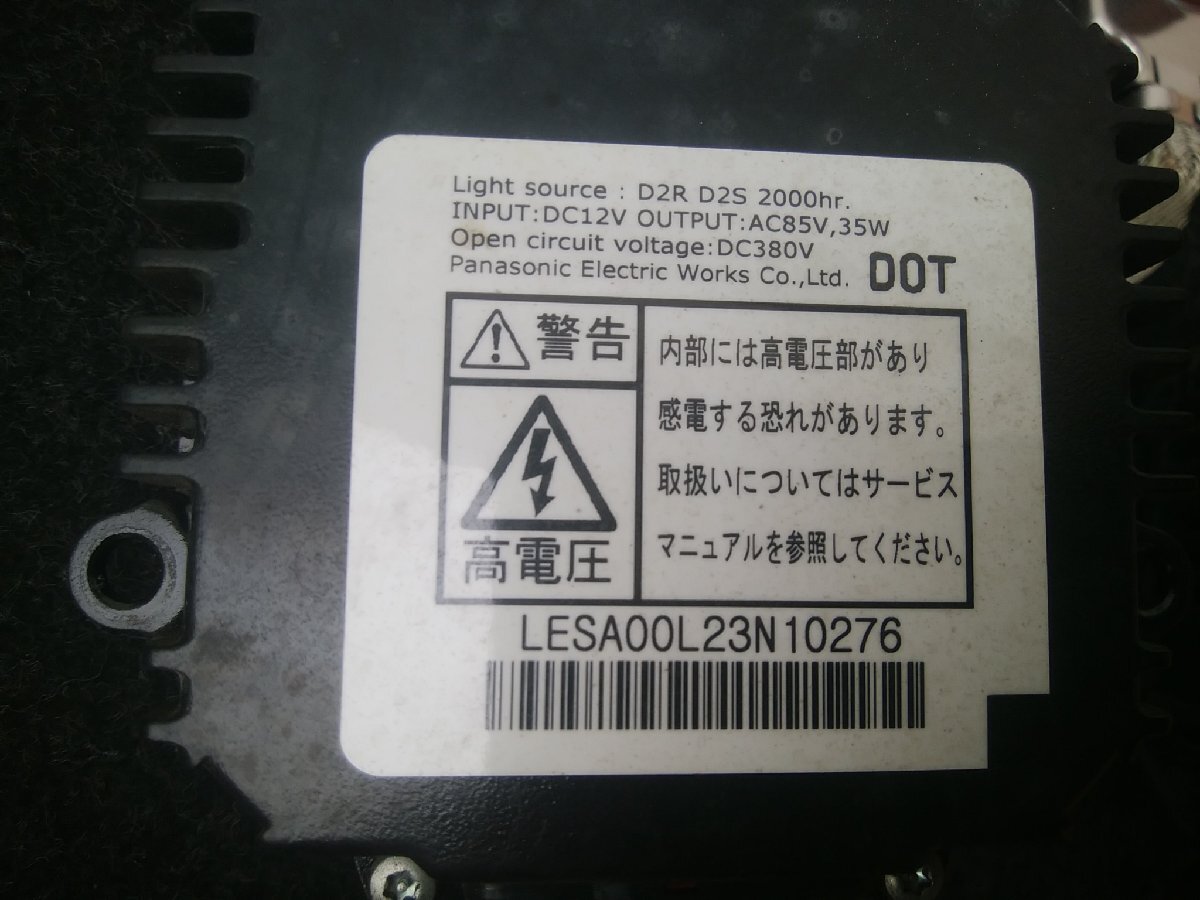 Light source : D2R D2S 2000hr.
INPUT:DC12V OUTPUT:AC85V,35W
Open circuit voltage:DC380V
Panasonic Electric Works Co.,Ltd. DOT
警告
高電圧
内部には高電圧部があり
感電する恐れがあります。
取扱いについてはサービス
マニュアルを参照してください。
LESA00L23N10276